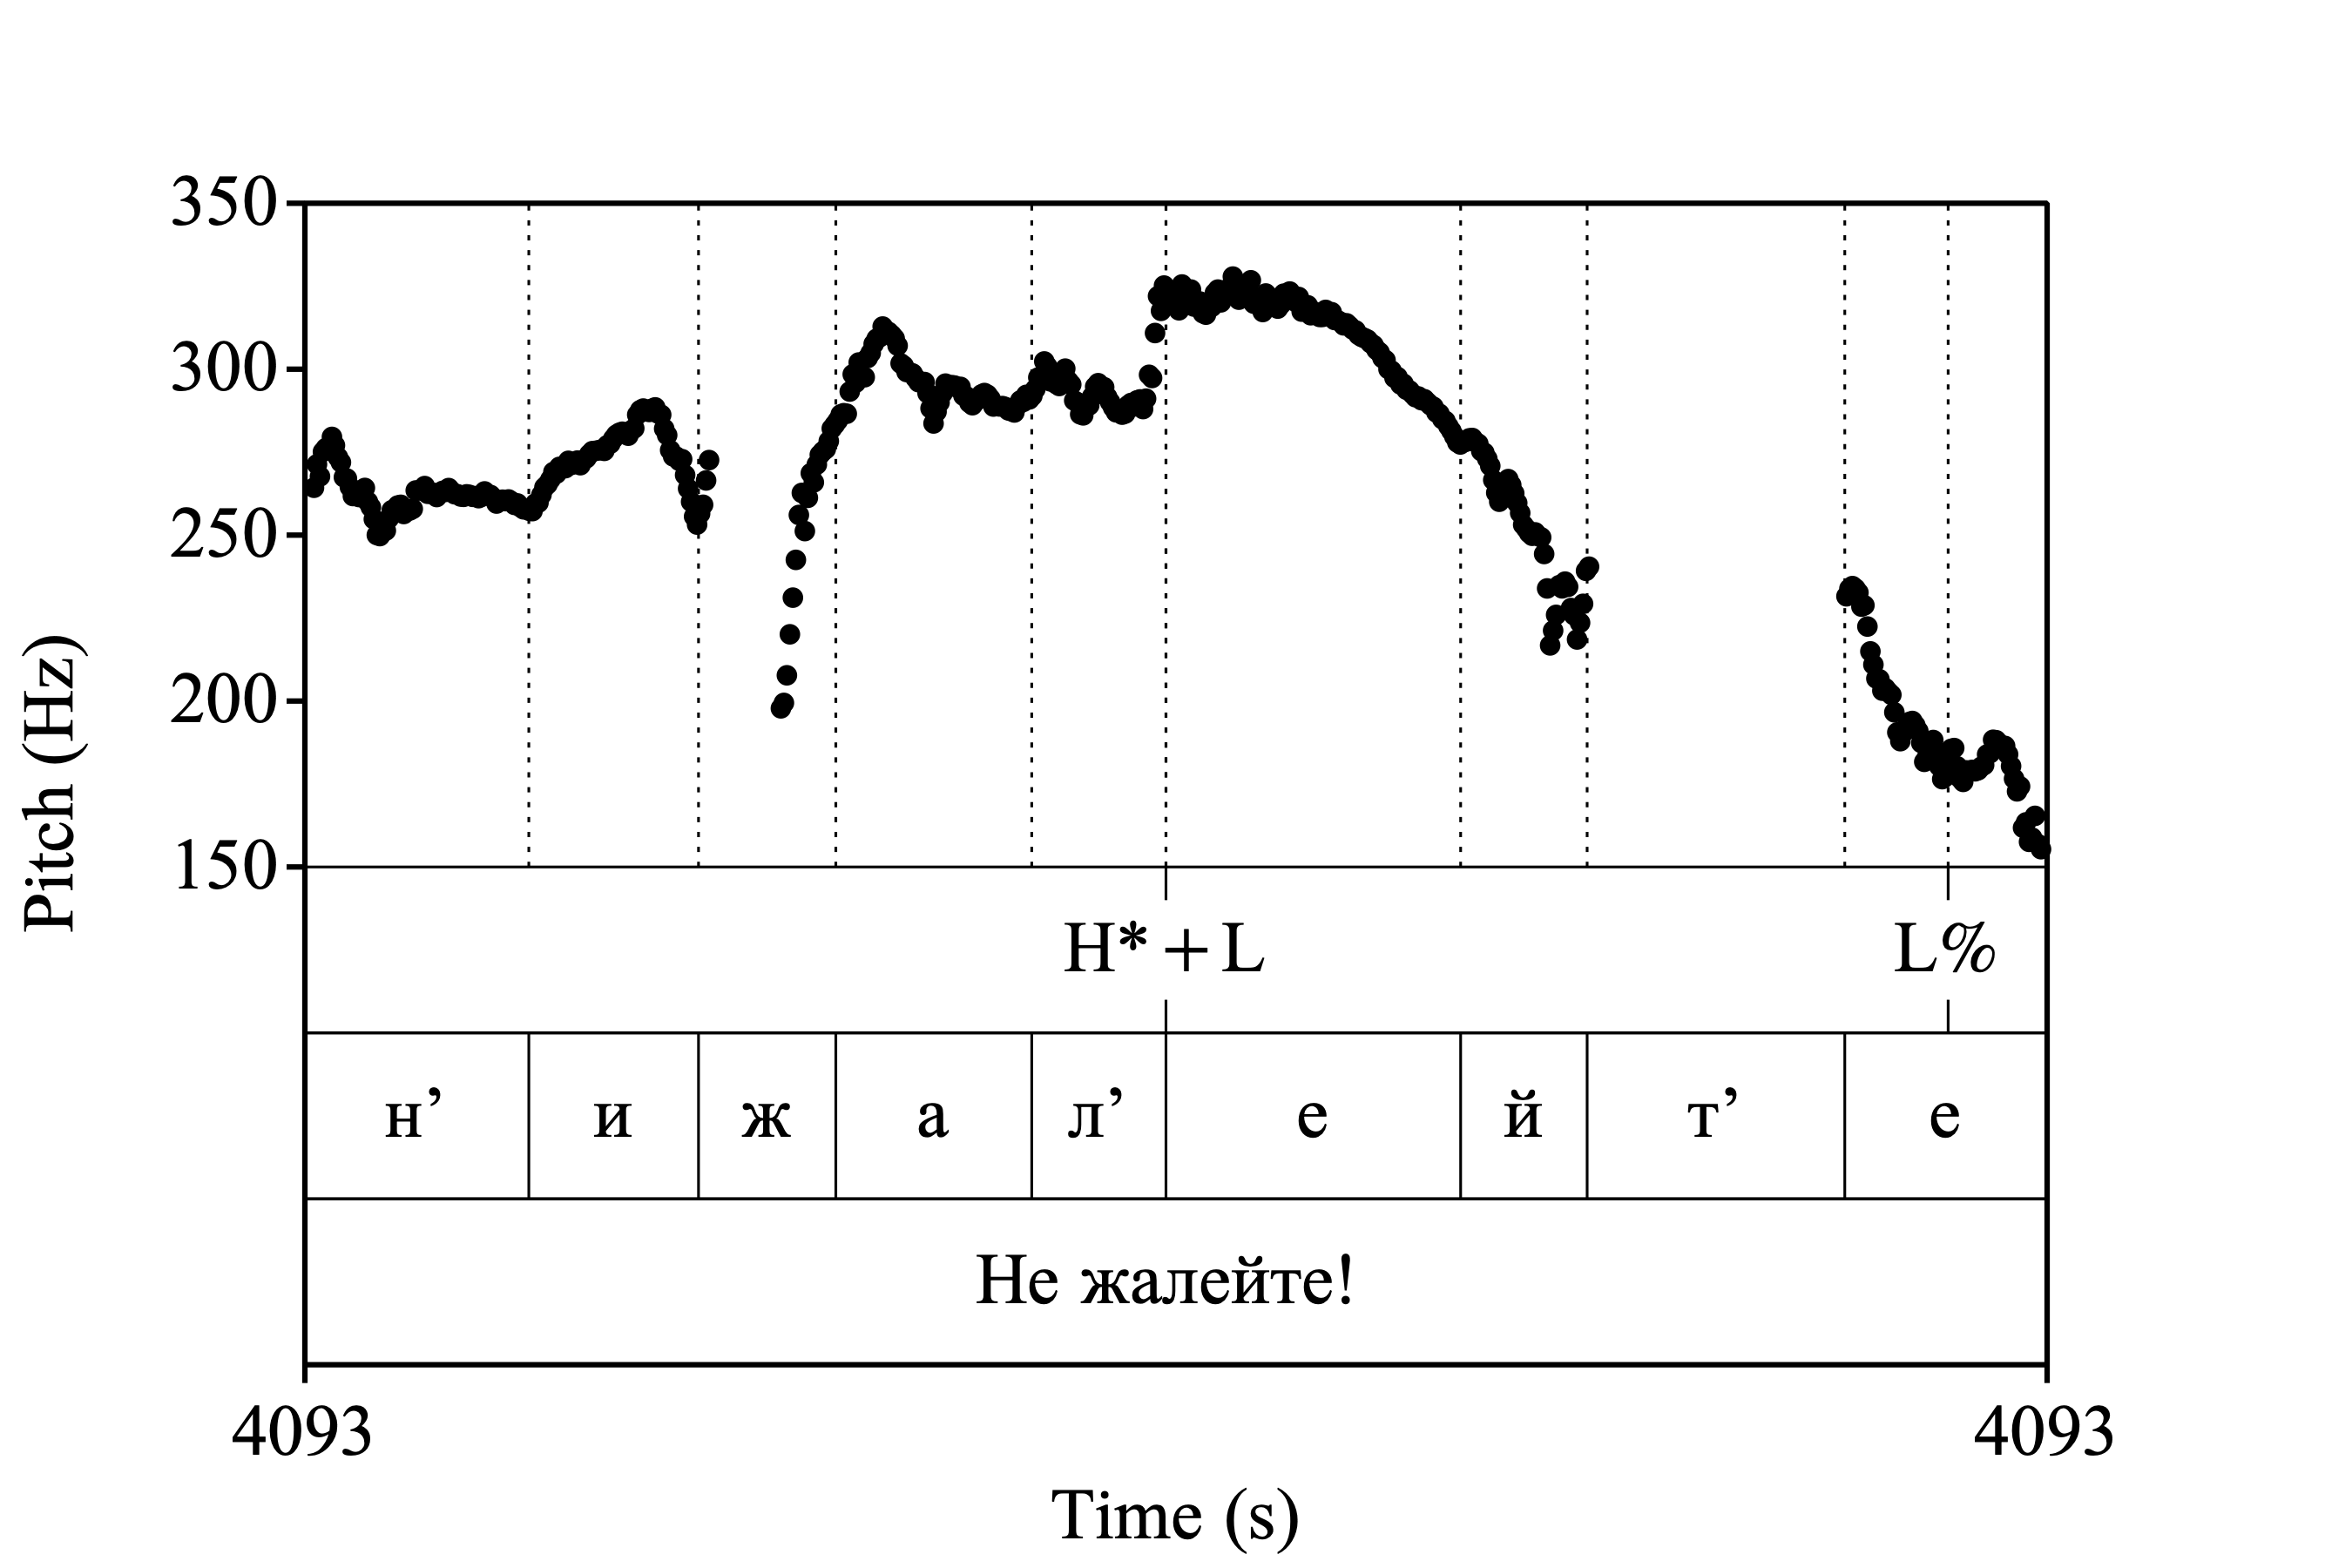 350
300
250
200
150
Pitch (Hz)
H*+L L%
н’ и ж а л’ е й т’ е
Не жалейте!
4093 4093
Time (s)